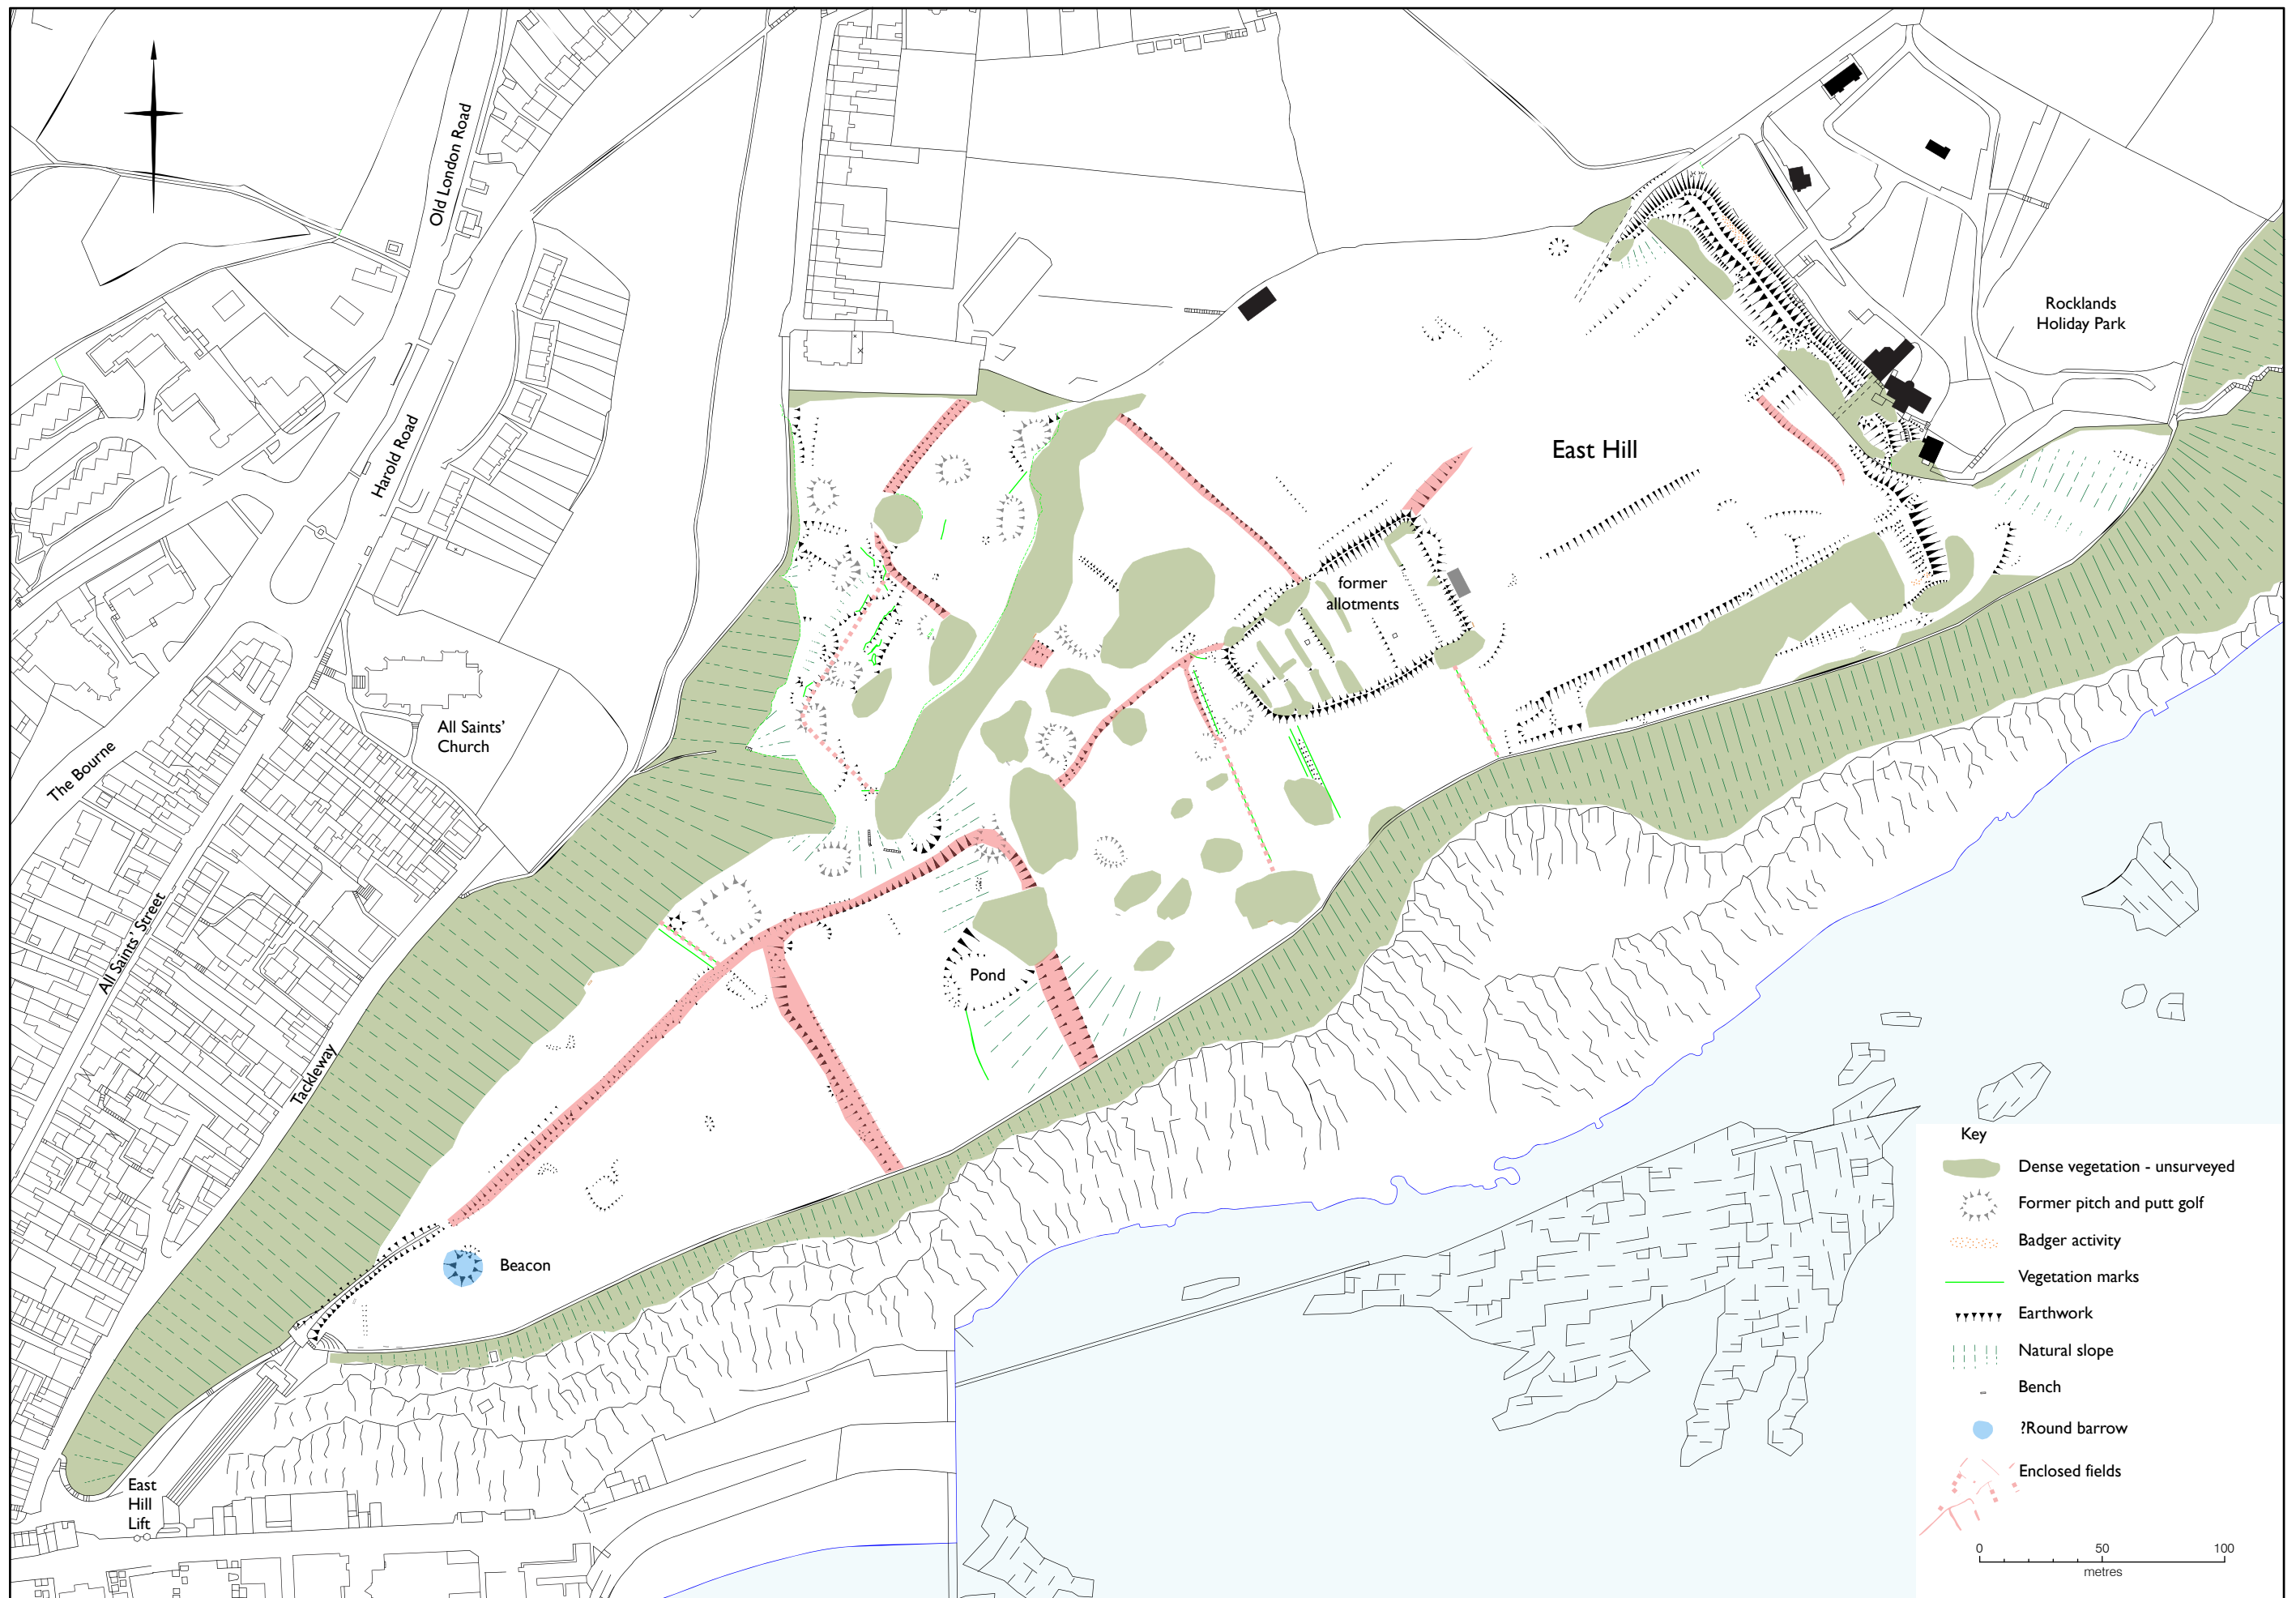 Old London Road
Harold Road
Rocklands
Holiday Park
East Hill
former
allotments
All Saints'
Church
The Bourne
All Saints' Street
Tackleway
Pond
Beacon
East
Hill
Lift
Key
Dense vegetation - unsurveyed
Former pitch and putt golf
Badger activity
Vegetation marks
Earthwork
Natural slope
Bench
?Round barrow
Enclosed fields
0 50 100
metres